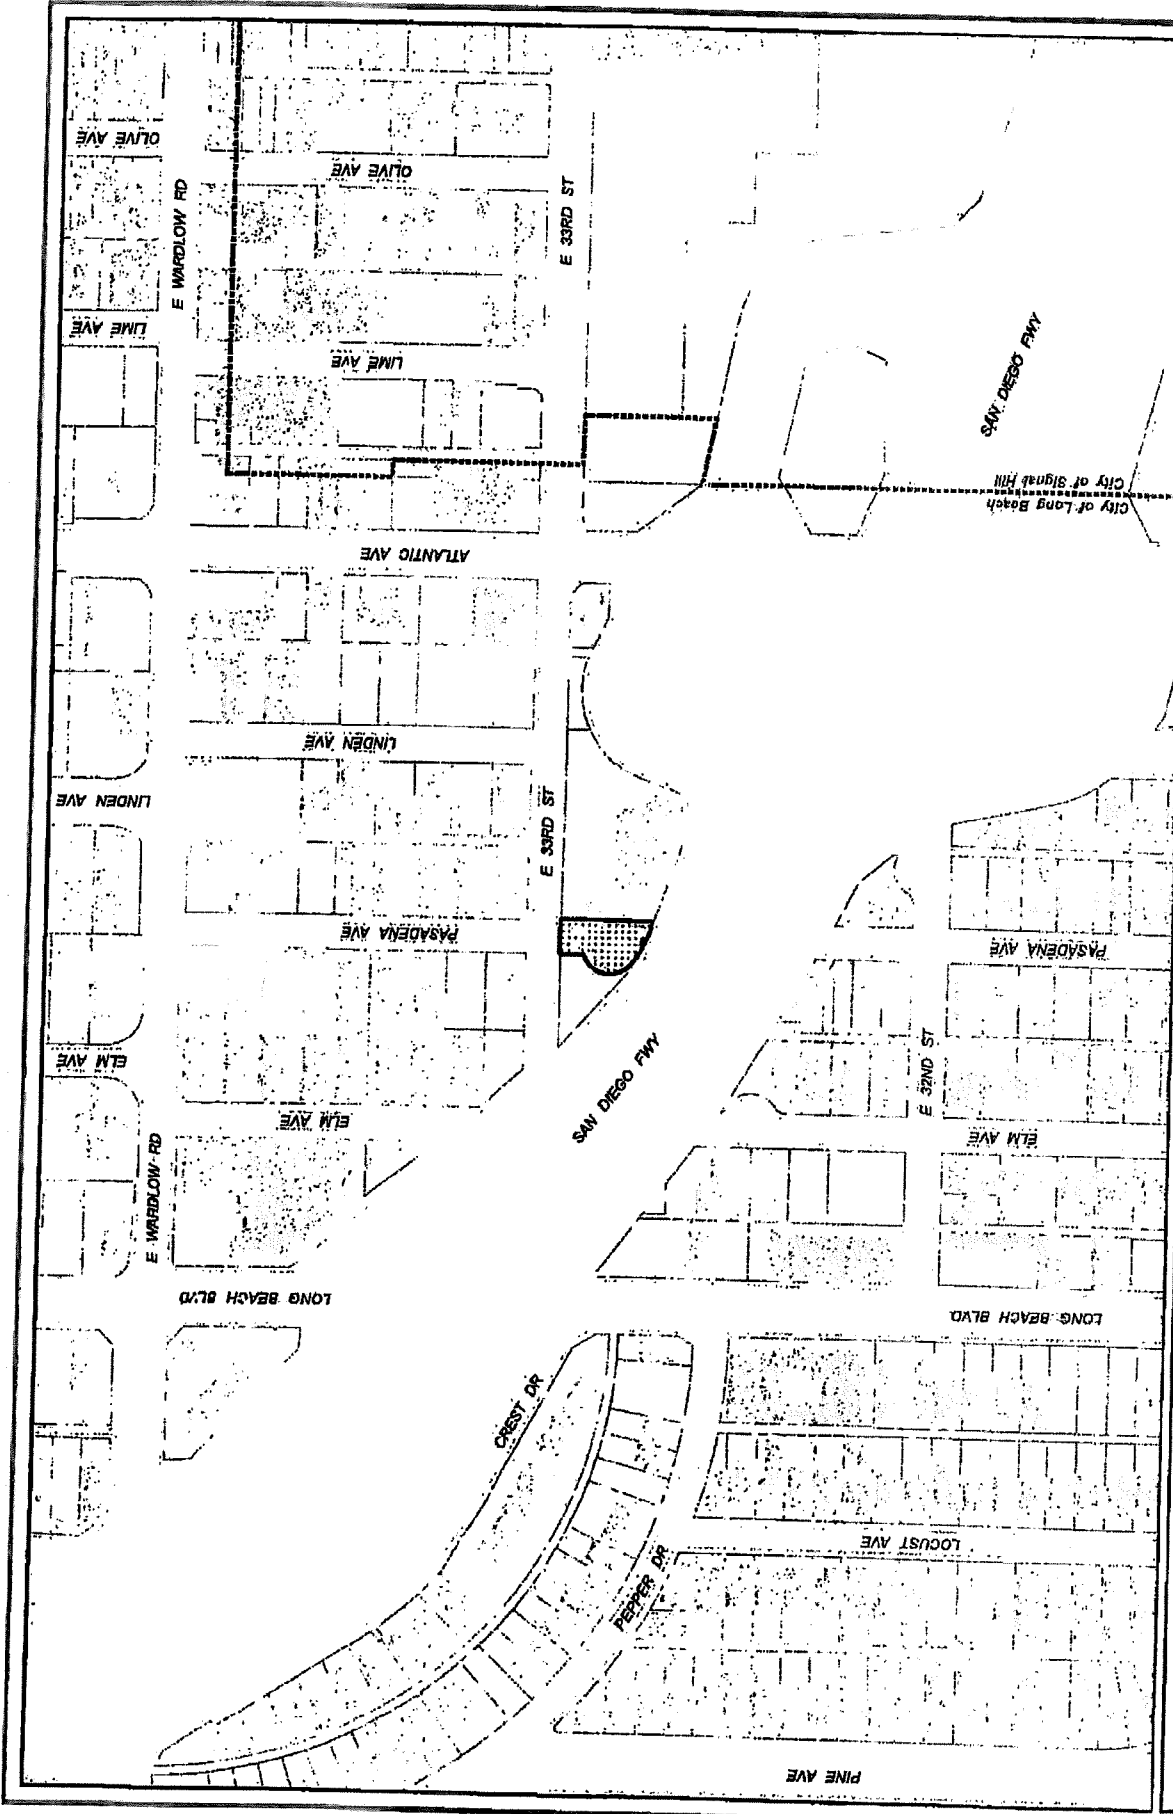 OLIVE AVE
E WARDLOW RD
LIME AVE
OLIVE AVE
E 33RD ST
LIME AVE
SAN DIEGO FWY
City of Signal Hill
City of Long Beach
ATLANTIC AVE
LINDEN AVE
LINDEN AVE
E 33RD ST
PASADENA AVE
PASADENA AVE
ELM AVE
SAN DIEGO FWY
E 32ND ST
ELM AVE
ELM AVE
E WARDLOW RD
LONG BEACH BLVD
LONG BEACH BLVD
CREST DR
LOCUST AVE
PEPPER DR
PINE AVE